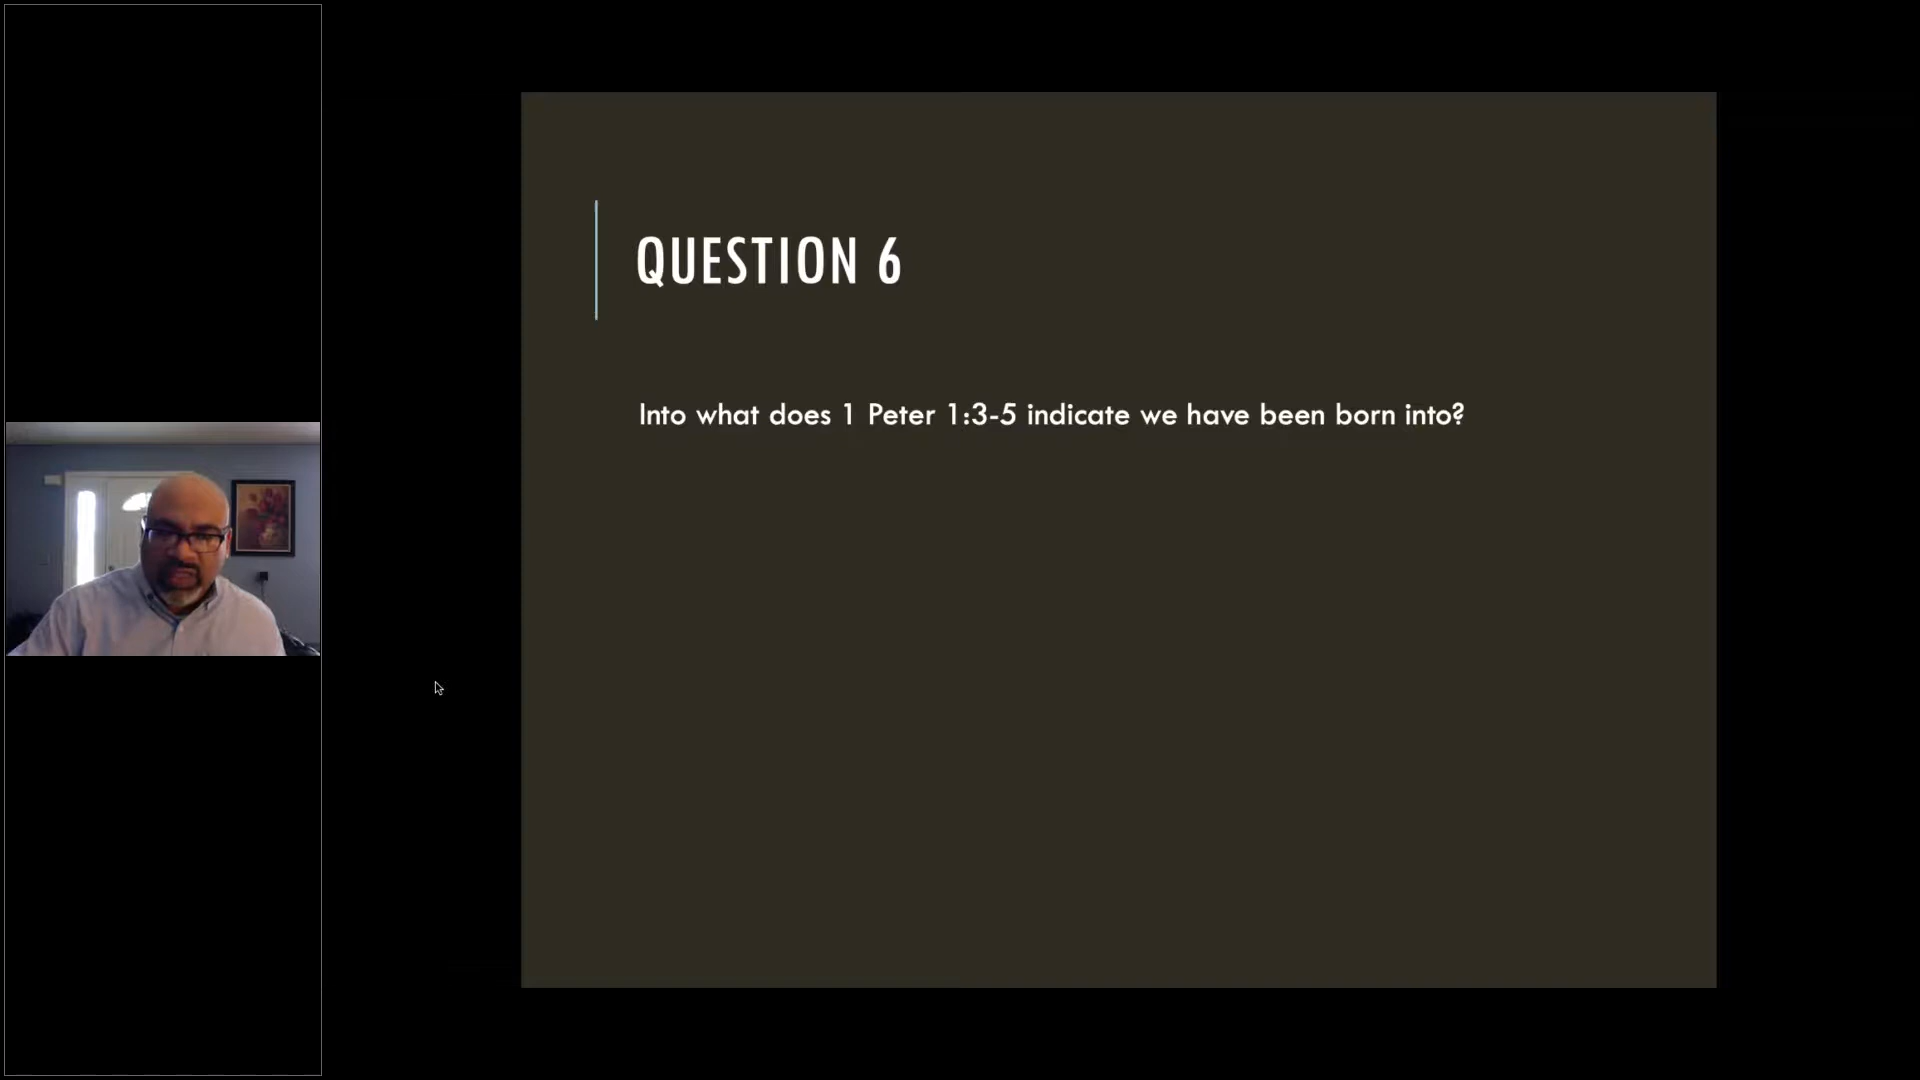 QUESTION 6
Into what does 1 Peter 1:3-5 indicate we have been born into?